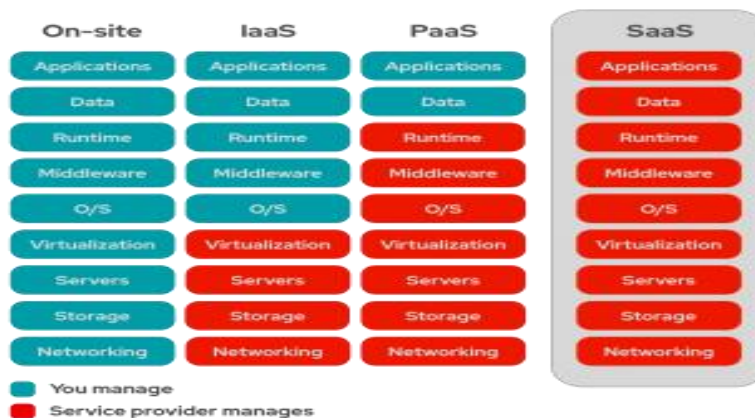 On-site IaaS PaaS SaaS
Applications Applications Applications Applications
Data Data Data Data
Runtime Runtime Runtime Runtime
Middleware Middleware Middleware Middleware
O/S O/S O/S O/S
Virtualization Virtualization Virtualization Virtualization
Servers Servers Servers Servers
Storage Storage Storage Storage
Networking Networking Networking Networking
You manage
Service provider manages